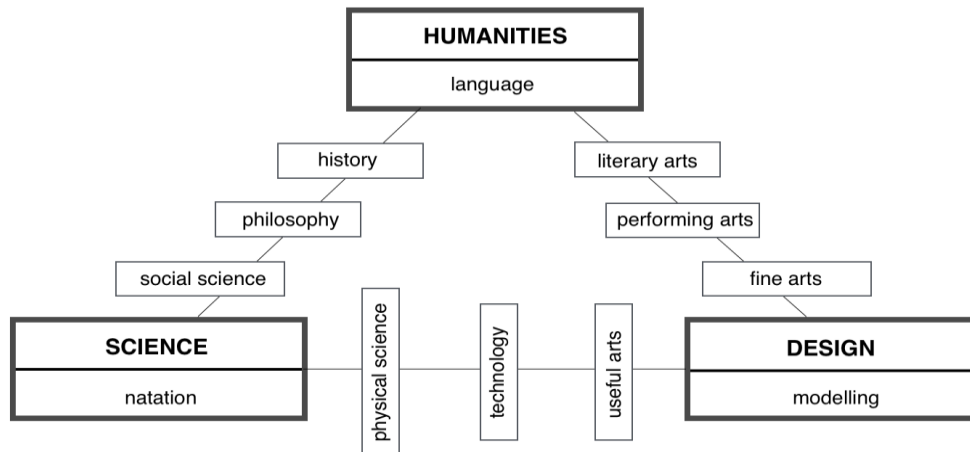 HUMANITIES
language
history
literary arts
philosophy
performing arts
social science
fine arts
SCIENCE
natation
physical science
technology
useful arts
DESIGN
modelling